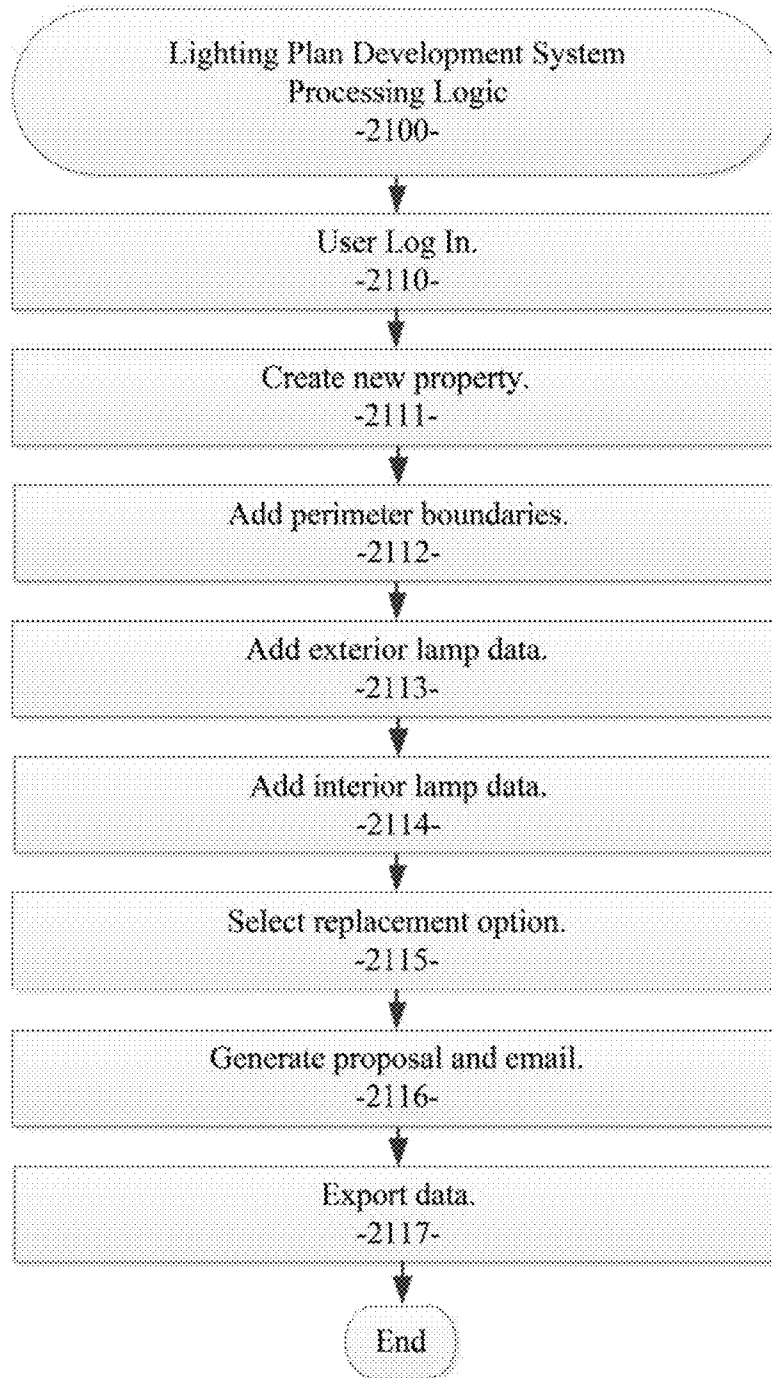 Lighting Plan Development System
Processing Logic
-2100-
User Log In.
-2110-
Create new property.
-2111-
Add perimeter boundaries.
-2112-
Add exterior lamp data.
-2113-
Add interior lamp data.
-2114-
Select replacement option.
-2115-
Generate proposal and email.
-2116-
Export data.
-2117-
End